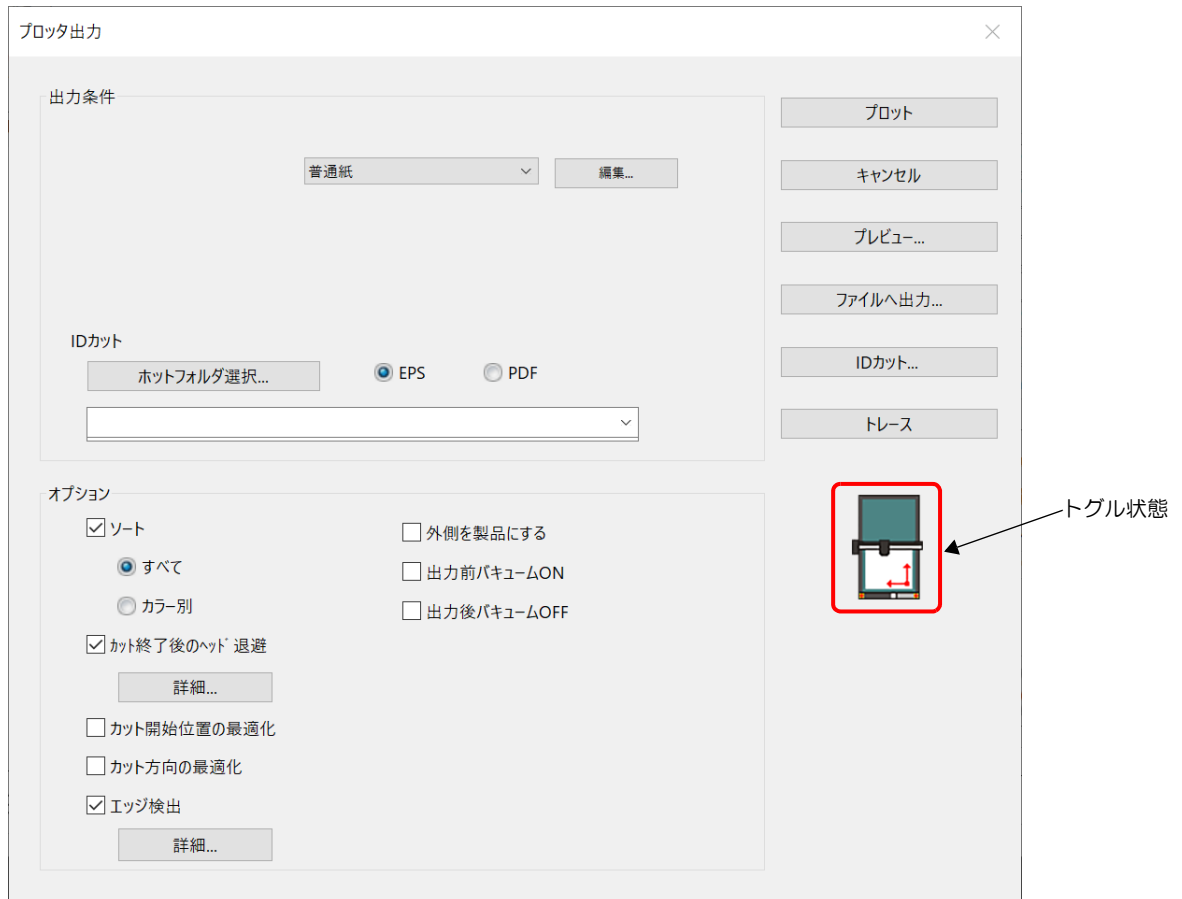 プロッタ出力
出力条件
普通紙
編集...
IDカット
ホットフォルダ選択...
EPS
PDF
プロット
キャンセル
プレビュー...
ファイルへ出力...
IDカット...
トレース
オプション
ソート
すべて
カラー別
カット終了後のヘッド退避
詳細...
カット開始位置の最適化
カット方向の最適化
エッジ検出
詳細...
外側を製品にする
出力前バキュームON
出力後バキュームOFF
トグル状態